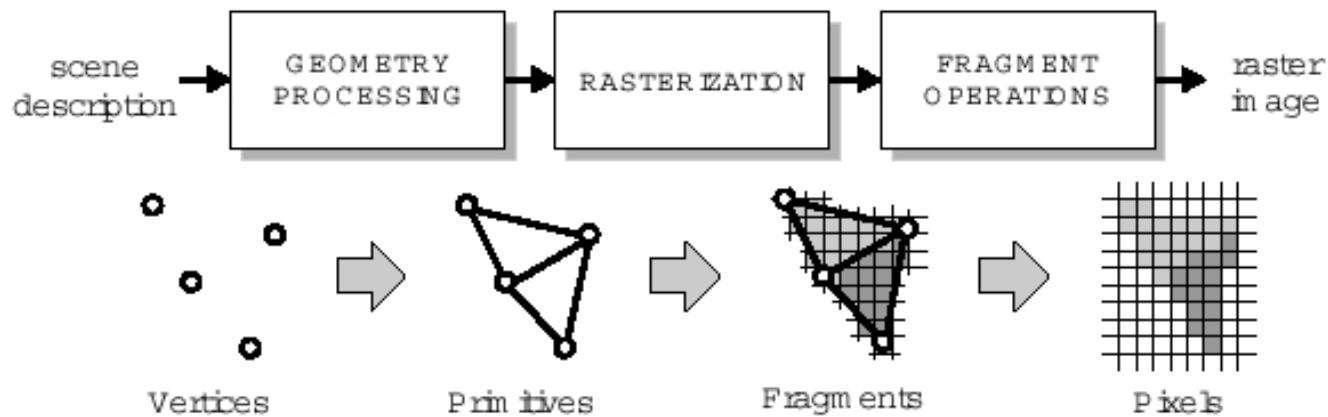 scene
description
GEOMETRY
PROCESSING
RASTERIZATION
FRAGMENT
OPERATIONS
raster
image
Vertices
Primitives
Fragments
Pixels